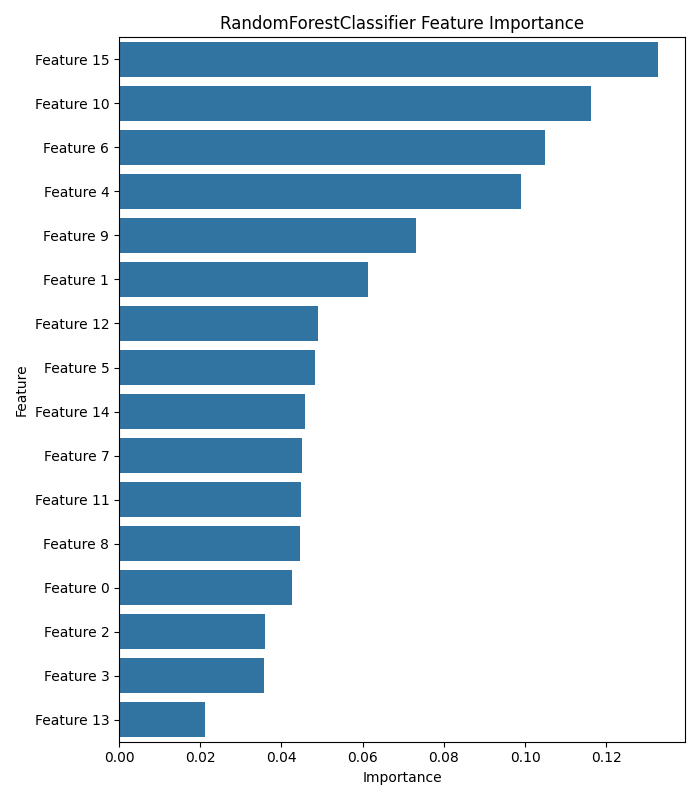 RandomForestClassifier Feature Importance
Feature 15
Feature 10
Feature 6
Feature 4
Feature 9
Feature 1
Feature 12
Feature 5
Feature 14
Feature 7
Feature 11
Feature 8
Feature 0
Feature 2
Feature 3
Feature 13
Feature
0.00 0.02 0.04 0.06 0.08 0.10 0.12
Importance